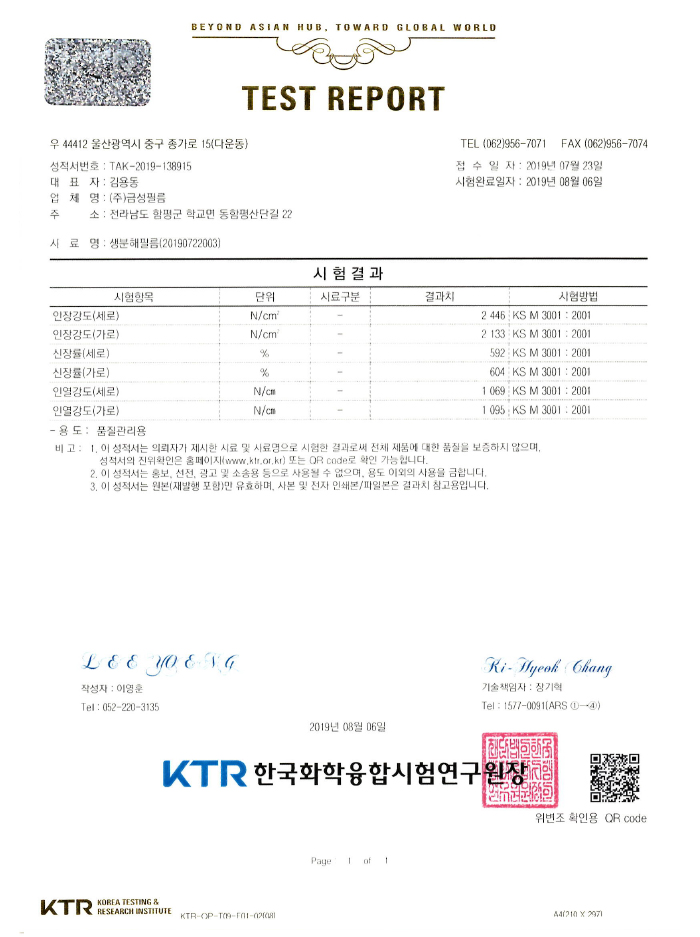 BEYOND ASIAN HUB, TOWARD GLOBAL WORLD
TEST REPORT
우 44412 울산광역시 중구 종가로 15(다운동) TEL (062)956-7071 FAX (062)956-7074
성적서번호 : TAK-2019-138915 접 수 일 자 : 2019년 07월 23일
대 표 자 : 김용동 시험완료일자 : 2019년 08월 06일
업 체 명 : (주)금성필름
주 소 : 전라남도 함평군 학교면 동함평산단길 22
시 료 명 : 생분해필름(20190722003)
시 험 결 과
시험항목 단위 시료구분 결과치 시험방법
인장강도(세로) N/cm² - 2 446 KS M 3001 : 2001
인장강도(가로) N/cm² - 2 133 KS M 3001 : 2001
신장률(세로) % - 592 KS M 3001 : 2001
신장률(가로) % - 604 KS M 3001 : 2001
인열강도(세로) N/cm - 1 069 KS M 3001 : 2001
인열강도(가로) N/cm - 1 095 KS M 3001 : 2001
- 용 도 : 품질관리용
비 고 : 1. 이 성적서는 의뢰자가 제시한 시료 및 시료명으로 시험한 결과로써 전체 제품에 대한 품질을 보증하지 않으며,
성적서의 진위확인은 홈페이지(www.ktr.or.kr) 또는 QR code로 확인 가능합니다.
2. 이 성적서는 홍보, 선전, 광고 및 소송용 등으로 사용될 수 없으며, 용도 이외의 사용을 금합니다.
3. 이 성적서는 원본(재발행 포함)만 유효하며, 사본 및 전자 인쇄본/파일본은 결과치 참고용입니다.
LEE YOENG Ki-Hyeok Chang
작성자 : 이영훈 기술책임자 : 장기혁
Tel : 052-220-3135 Tel : 1577-0091(ARS ①→④)
2019년 08월 06일
KTR 한국화학융합시험연구원장
위변조 확인용 QR code
Page 1 of 1
KTR KOREA TESTING &
RESEARCH INSTITUTE KTR-QP-T09-F01-02(08) A4(210 X 297)